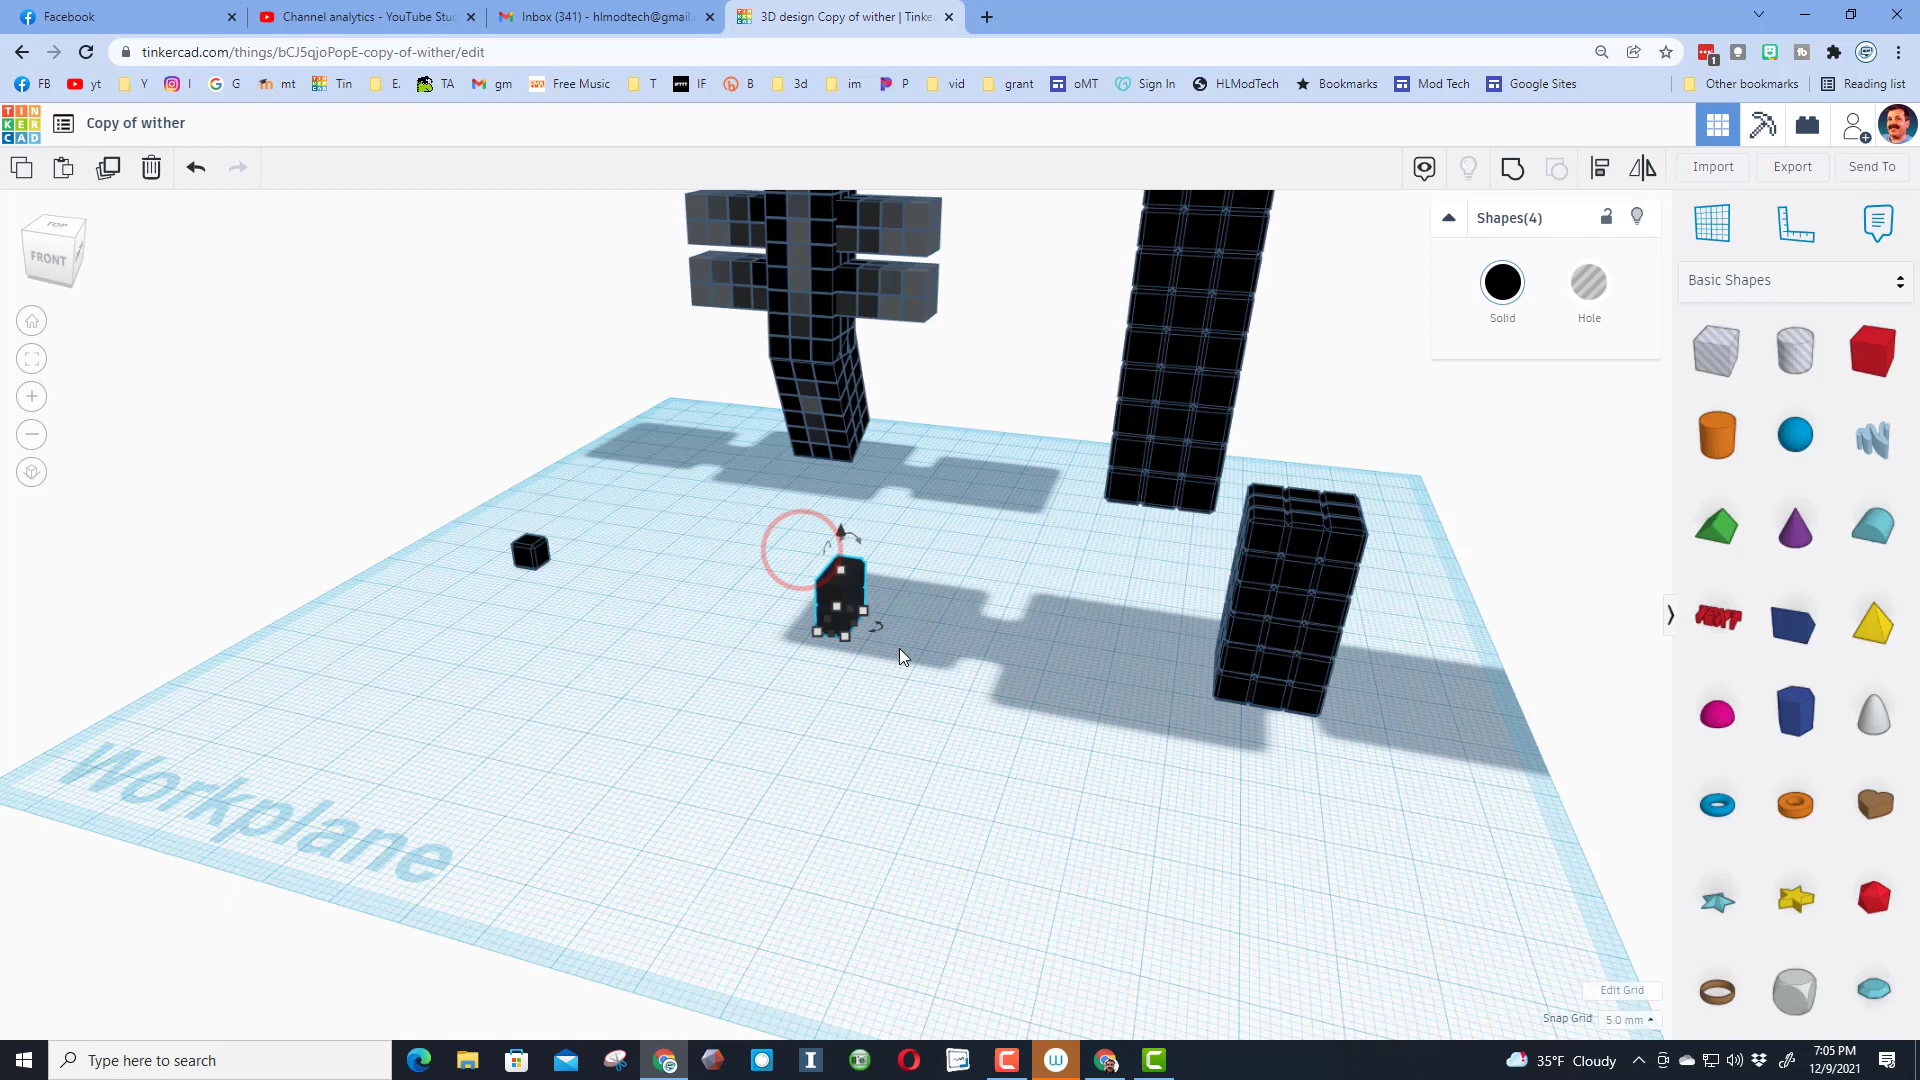 Facebook
Channel analytics - YouTube Stu
Inbox (341) - hlmodtech@gmail.
3D design Copy of wither | Tinke
tinkercad.com/things/bCJ5qjoPopE-copy-of-wither/edit
FB
yt
Y
I
G
mt
Tin
E.
TA
gm
Free Music
T
IF
B
3d
im
P
vid
grant
oMT
Sign In
HLModTech
Bookmarks
Mod Tech
Google Sites
Other bookmarks
Reading list
TIN
KER
CAD
Copy of wither
Import
Export
Send To
TOP
FRONT
Shapes(4)
Solid
Hole
Basic Shapes
Workplane
Edit Grid
Snap Grid
5.0 mm
Type here to search
35°F Cloudy
7:05 PM
12/9/2021